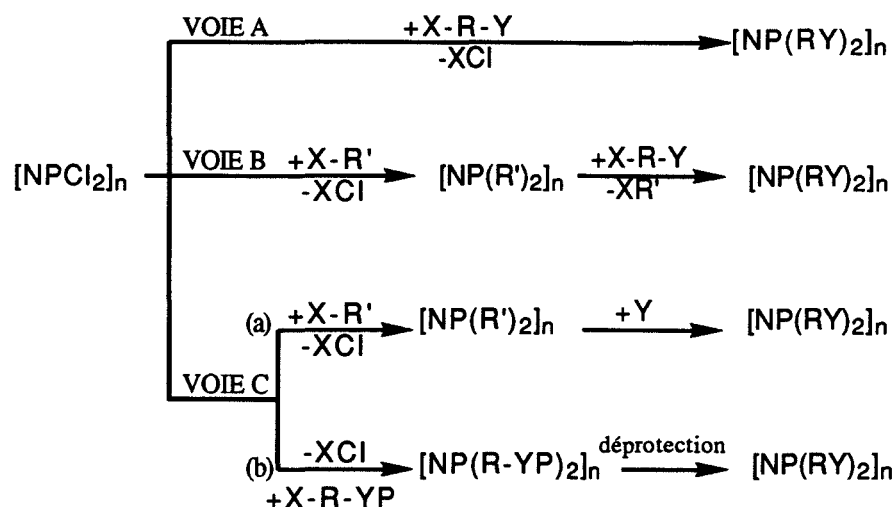 VOIE A +X-R-Y -XCl [NP(RY)₂]ₙ
[NPCl₂]ₙ VOIE B +X-R' -XCl [NP(R')₂]ₙ +X-R-Y -XR' [NP(RY)₂]ₙ
(a) +X-R' -XCl [NP(R')₂]ₙ +Y [NP(RY)₂]ₙ
VOIE C
(b) -XCl +X-R-YP [NP(R-YP)₂]ₙ déprotection [NP(RY)₂]ₙ